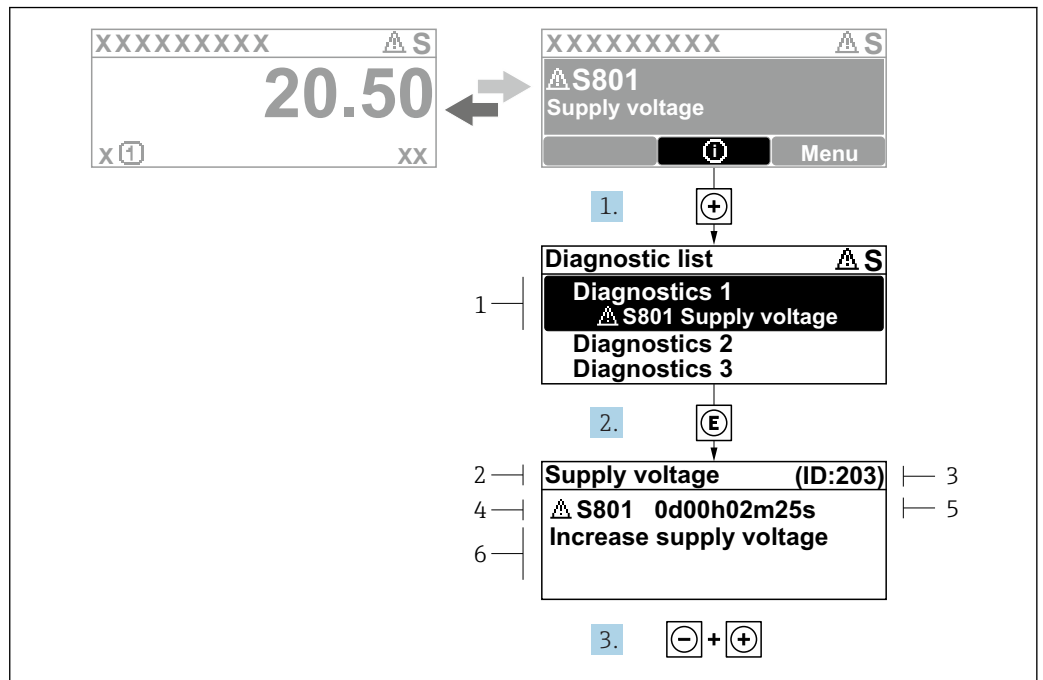 XXXXXXXXX ⚠ S
20.50
X ① XX
XXXXXXXXX ⚠ S
⚠ S801
Supply voltage
ⓘ Menu
1. +
Diagnostic list ⚠ S
1
Diagnostics 1
⚠ S801 Supply voltage
Diagnostics 2
Diagnostics 3
2. E
2 Supply voltage (ID:203) 3
4 ⚠ S801 0d00h02m25s 5
6 Increase supply voltage
3. − + +